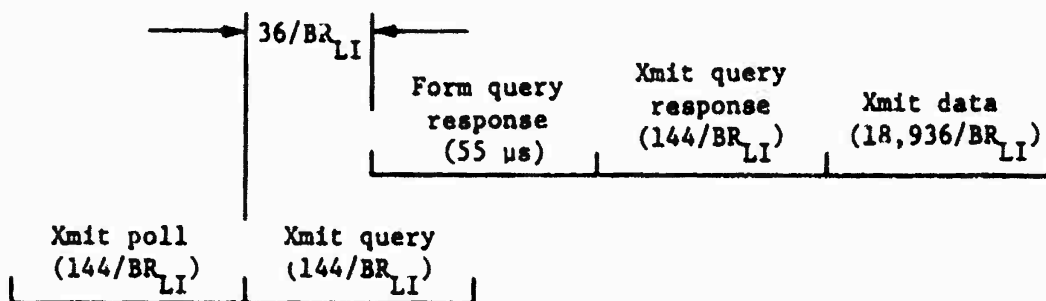 36/BR_LI
Form query
response
(55 µs)
Xmit query
response
(144/BR_LI)
Xmit data
(18,936/BR_LI)
Xmit poll
(144/BR_LI)
Xmit query
(144/BR_LI)